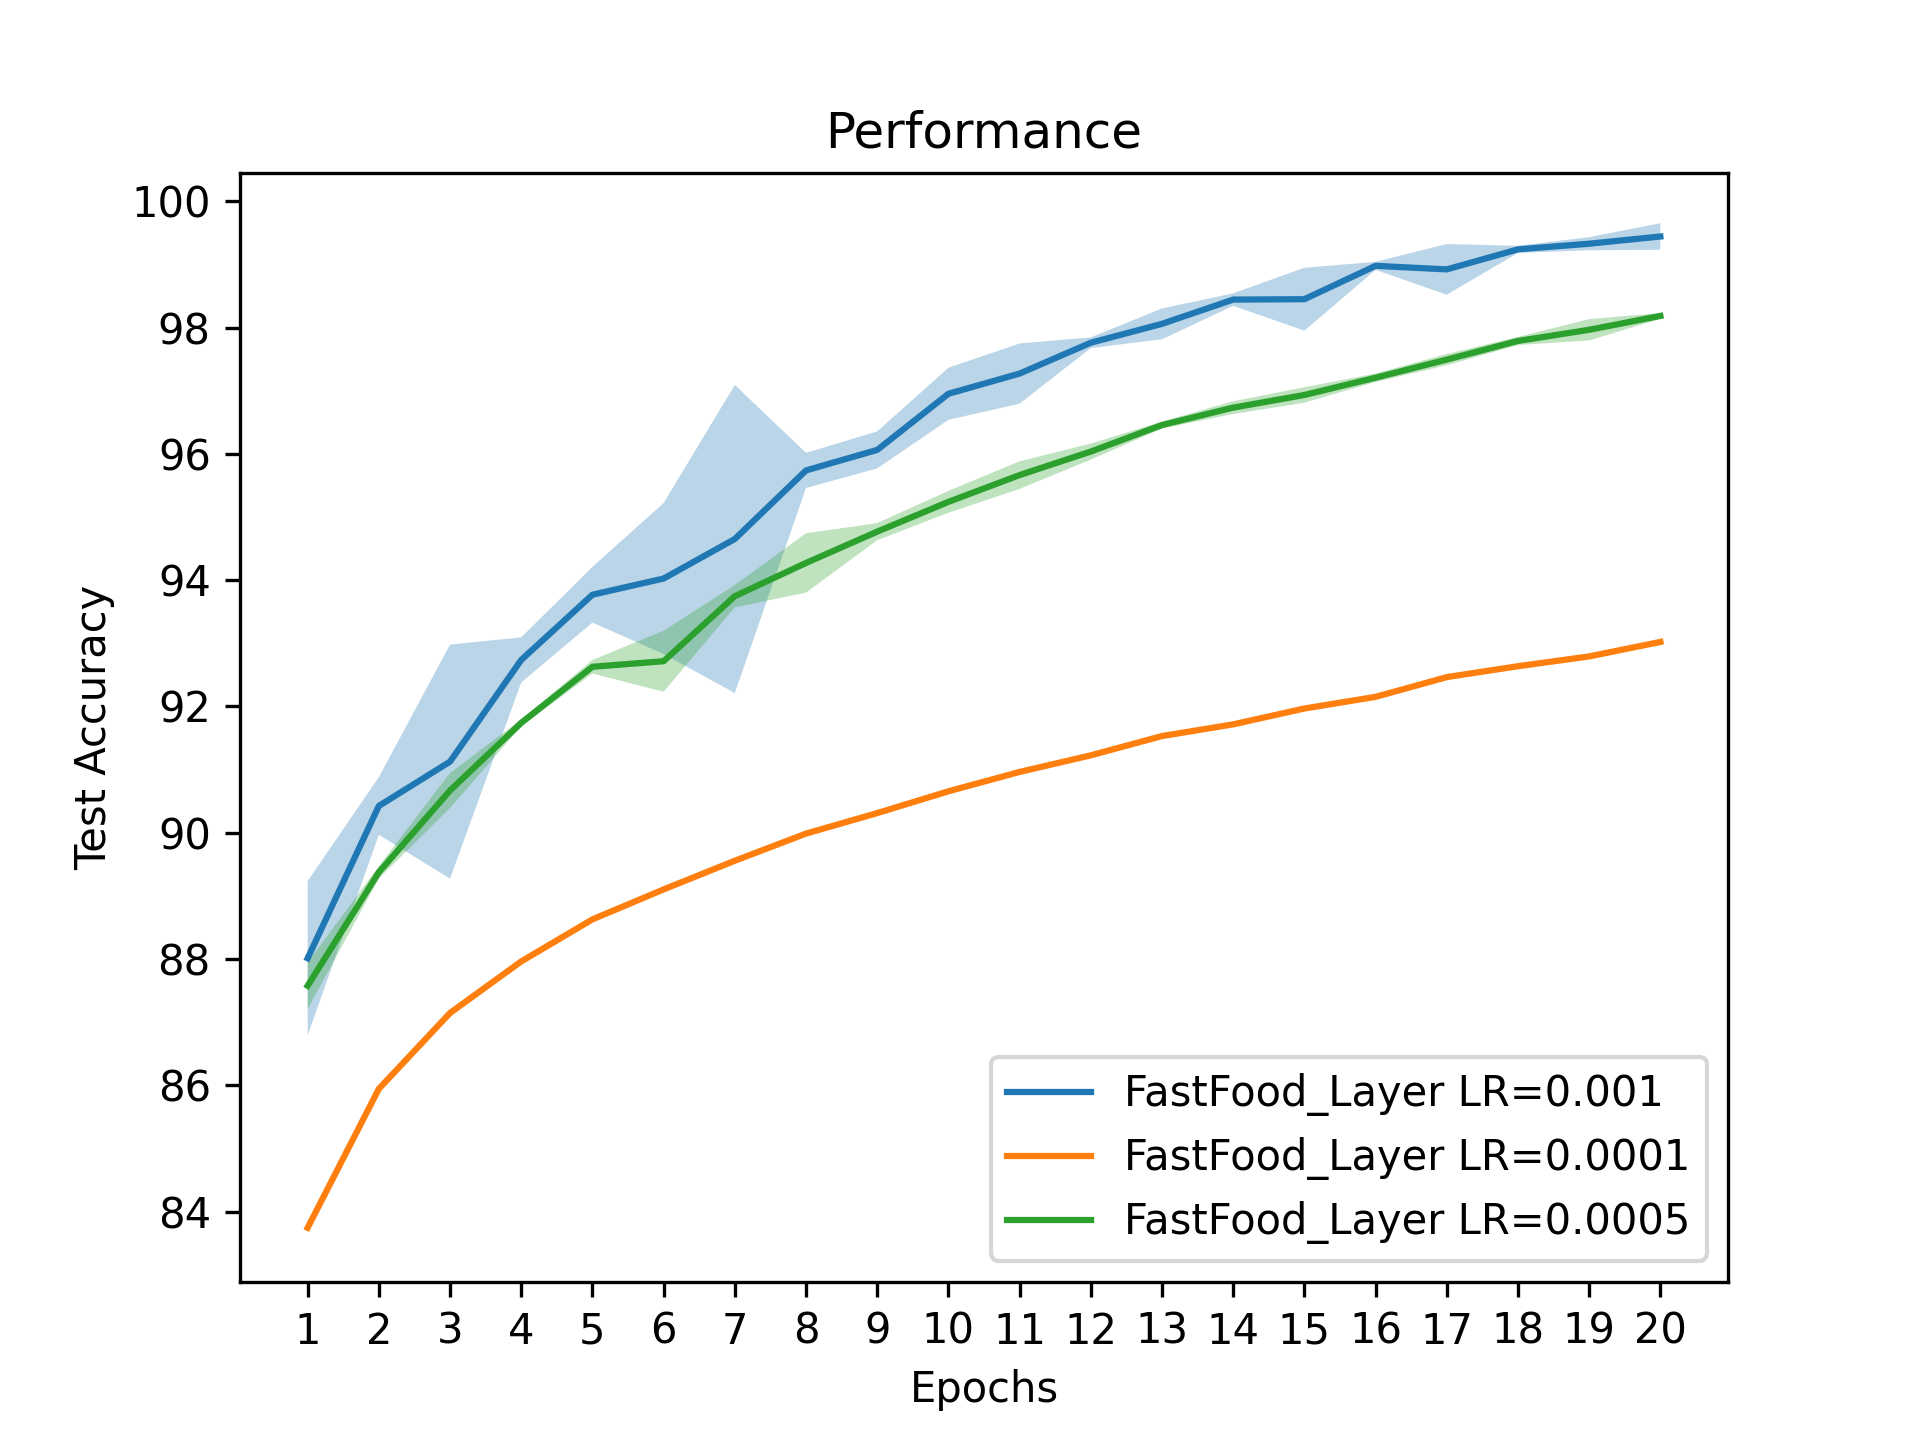 Performance
100
98
96
94
92
90
88
86
84
Test Accuracy
FastFood_Layer LR=0.001
FastFood_Layer LR=0.0001
FastFood_Layer LR=0.0005
1 2 3 4 5 6 7 8 9 10 11 12 13 14 15 16 17 18 19 20
Epochs